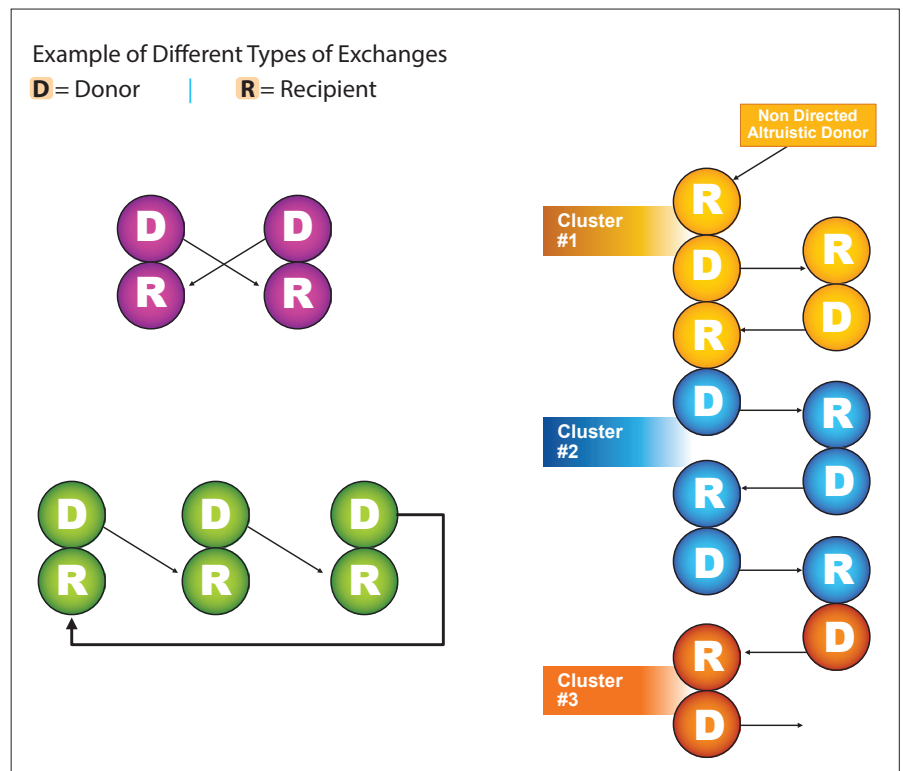 Example of Different Types of Exchanges
D = Donor | R = Recipient
D D
R R
D D D
R R R
Non Directed
Altruistic Donor
R
Cluster
#1
R
D
D
R
D
R
Cluster
#2
D
R
D
R
D
R
Cluster
#3
D